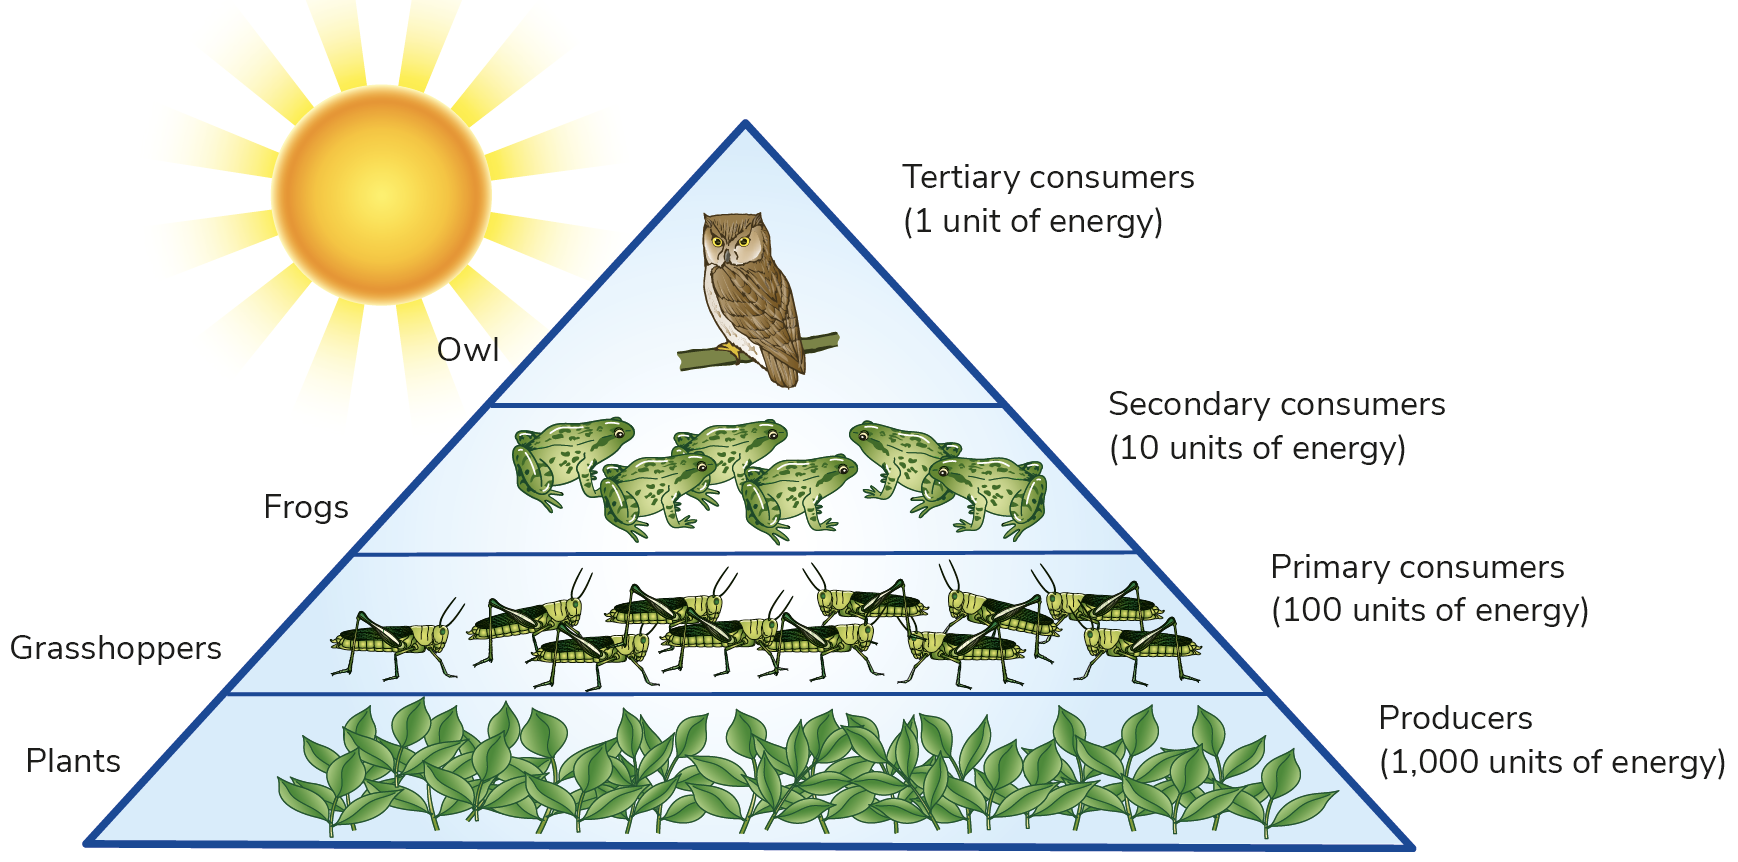 Tertiary consumers
(1 unit of energy)
Owl
Secondary consumers
(10 units of energy)
Frogs
Primary consumers
(100 units of energy)
Grasshoppers
Producers
(1,000 units of energy)
Plants